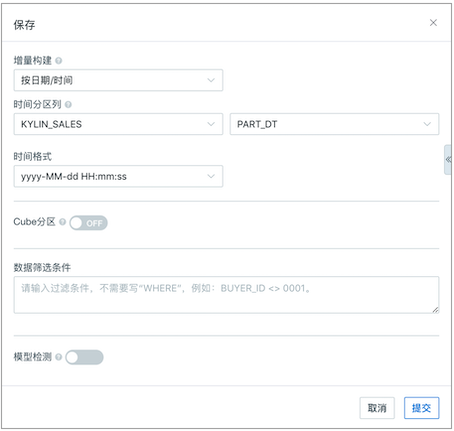 保存
增量构建
按日期/时间
时间分区列
KYLIN_SALES PART_DT
时间格式
yyyy-MM-dd HH:mm:ss
Cube分区 OFF
数据筛选条件
请输入过滤条件，不需要写“WHERE”，例如：BUYER_ID <> 0001。
模型检测
取消 提交